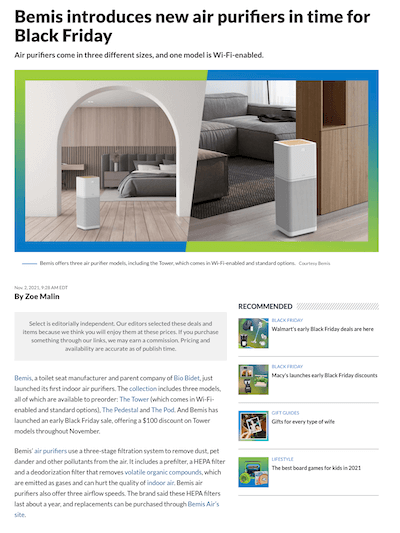 Bemis introduces new air purifiers in time for
Black Friday
Air purifiers come in three different sizes, and one model is Wi-Fi-enabled.
Bemis offers three air purifier models, including the Tower, which comes in Wi-Fi-enabled and standard options. Courtesy Bemis
Nov. 2, 2021, 9:28 AM EDT
By Zoe Malin
Select is editorially independent. Our editors selected these deals and
items because we think you will enjoy them at these prices. If you purchase
something through our links, we may earn a commission. Pricing and
availability are accurate as of publish time.
Bemis, a toilet seat manufacturer and parent company of Bio Bidet, just
launched its first indoor air purifiers. The collection includes three models,
all of which are available to preorder: The Tower (which comes in Wi-Fi-
enabled and standard options), The Pedestal and The Pod. And Bemis has
launched an early Black Friday sale, offering a $100 discount on Tower
models throughout November.
Bemis' air purifiers use a three-stage filtration system to remove dust, pet
dander and other pollutants from the air. It includes a prefilter, a HEPA filter
and a deodorization filter that removes volatile organic compounds, which
are emitted as gases and can hurt the quality of indoor air. Bemis air
purifiers also offer three airflow speeds. The brand said these HEPA filters
last about a year, and replacements can be purchased through Bemis Air's
site.
RECOMMENDED
BLACK FRIDAY
Walmart's early Black Friday deals are here
BLACK FRIDAY
Macy's launches early Black Friday discounts
GIFT GUIDES
Gifts for every type of wife
LIFESTYLE
The best board games for kids in 2021